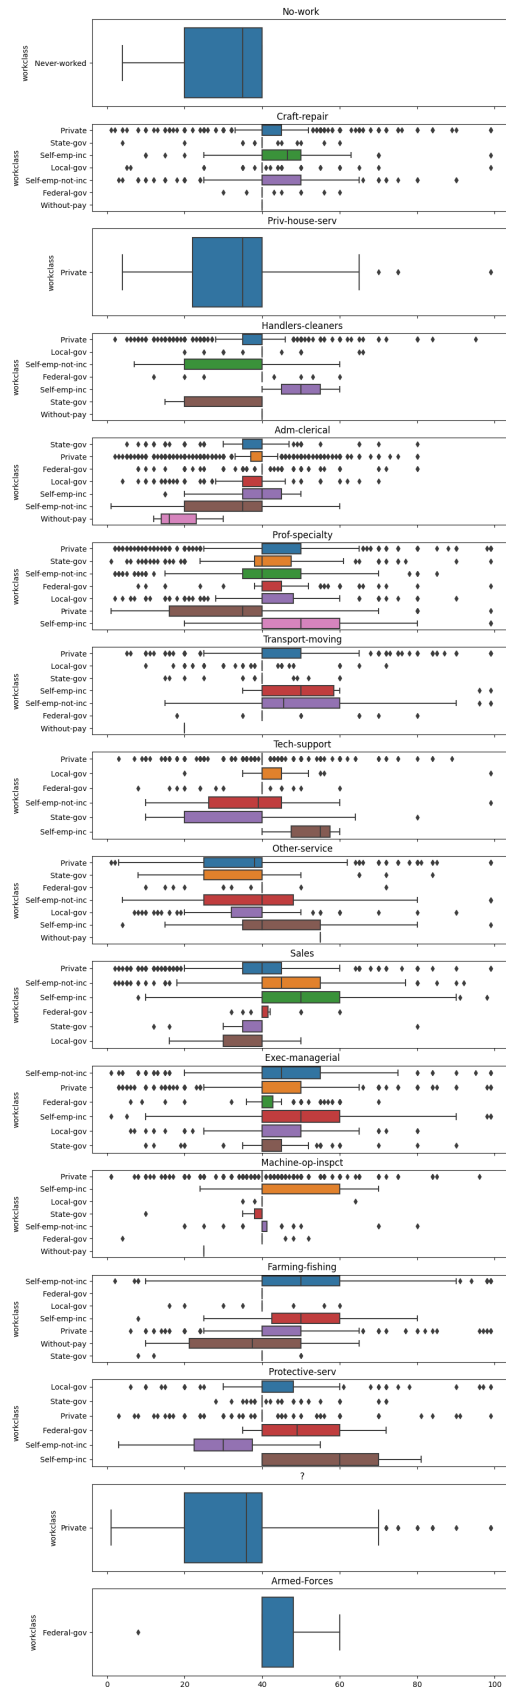 No-work
workclass
Never-worked
Craft-repair
workclass
Private
State-gov
Self-emp-inc
Local-gov
Self-emp-not-inc
Federal-gov
Without-pay
Priv-house-serv
workclass
Private
Handlers-cleaners
workclass
Private
Local-gov
Self-emp-not-inc
Federal-gov
Self-emp-inc
State-gov
Without-pay
Adm-clerical
workclass
State-gov
Private
Federal-gov
Local-gov
Self-emp-inc
Self-emp-not-inc
Without-pay
Prof-specialty
workclass
Private
State-gov
Self-emp-not-inc
Federal-gov
Local-gov
Private
Self-emp-inc
Transport-moving
workclass
Private
Local-gov
State-gov
Self-emp-inc
Self-emp-not-inc
Federal-gov
Without-pay
Tech-support
workclass
Private
Local-gov
Federal-gov
Self-emp-not-inc
State-gov
Self-emp-inc
Other-service
workclass
Private
State-gov
Federal-gov
Self-emp-not-inc
Local-gov
Self-emp-inc
Without-pay
Sales
workclass
Private
Self-emp-not-inc
Self-emp-inc
Federal-gov
State-gov
Local-gov
Exec-managerial
workclass
Self-emp-not-inc
Private
Federal-gov
Self-emp-inc
Local-gov
State-gov
Machine-op-inspct
workclass
Private
Self-emp-inc
Local-gov
State-gov
Self-emp-not-inc
Federal-gov
Without-pay
Farming-fishing
workclass
Self-emp-not-inc
Federal-gov
Local-gov
Self-emp-inc
Private
Without-pay
State-gov
Protective-serv
workclass
Local-gov
State-gov
Private
Federal-gov
Self-emp-not-inc
Self-emp-inc
?
workclass
Private
Armed-Forces
workclass
Federal-gov
0 20 40 60 80 100